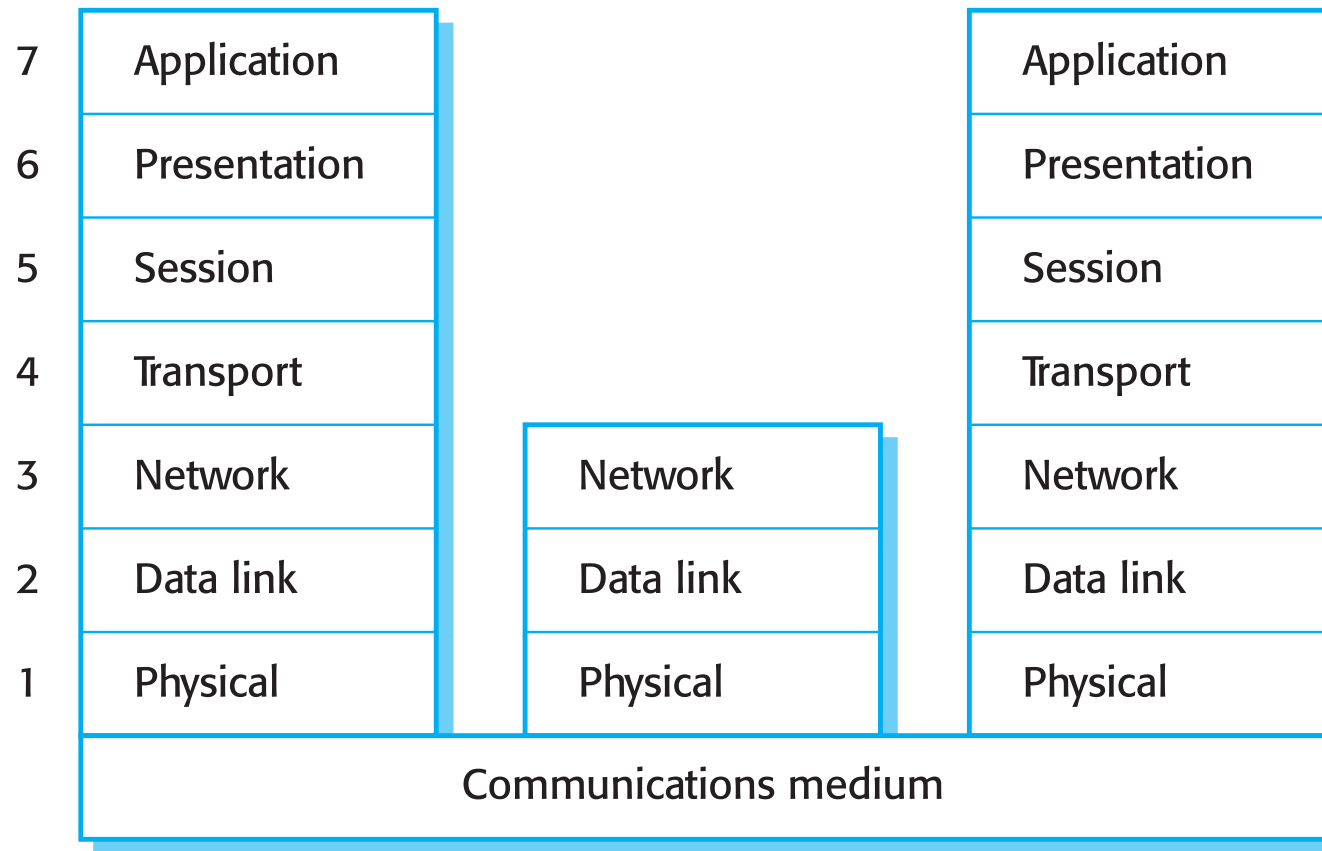 7 Application Application
6 Presentation Presentation
5 Session Session
4 Transport Transport
3 Network Network Network
2 Data link Data link Data link
1 Physical Physical Physical
Communications medium